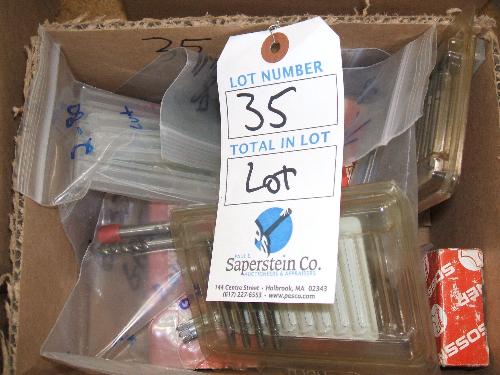 35
LOT NUMBER
35
TOTAL IN LOT
Lot
PAUL E.
Saperstein Co.
AUCTIONEERS & APPRAISERS
144 Centre Street • Holbrook, MA 02343
(617) 227-6553 • www.pesco.com